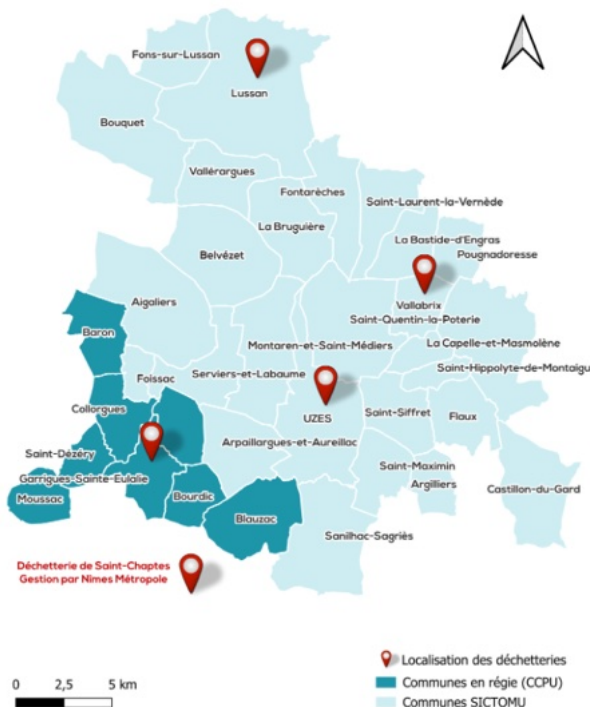 Fons-sur-Lussan
Lussan
Bouquet
Vallérargues
Fontarèches
Saint-Laurent-la-Vernède
La Bruguière
La Bastide-d'Engras
Belvézet
Pougnadoresse
Aigaliers
Vallabrix
Saint-Quentin-la-Poterie
Baron
Montaren-et-Saint-Médiers
La Capelle-et-Masmolène
Foissac
Serviers-et-Labaume
Saint-Hippolyte-de-Montaigu
Collorgues
UZES
Saint-Siffret
Flaux
Arpaillargues-et-Aureillac
Saint-Dézéry
Saint-Maximin
Garrigues-Sainte-Eulalie
Argilliers
Castillon-du-Gard
Moussac
Bourdic
Blauzac
Sanilhac-Sagriès
Déchetterie de Saint-Chaptes
Gestion par Nîmes Métropole
Localisation des déchetteries
Communes en régie (CCPU)
Communes SICTOMU
0 2,5 5 km